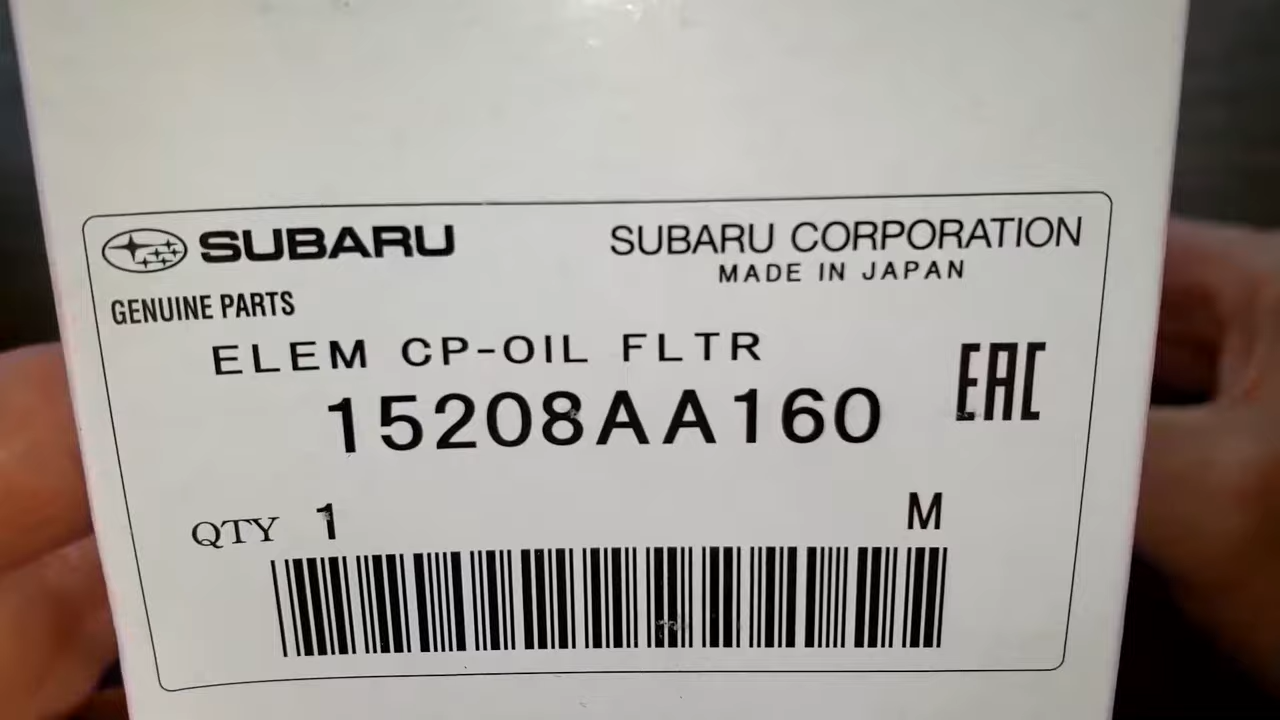 SUBARU
SUBARU CORPORATION
MADE IN JAPAN
GENUINE PARTS
ELEM CP-OIL FLTR
15208AA160
EAC
QTY 1
M